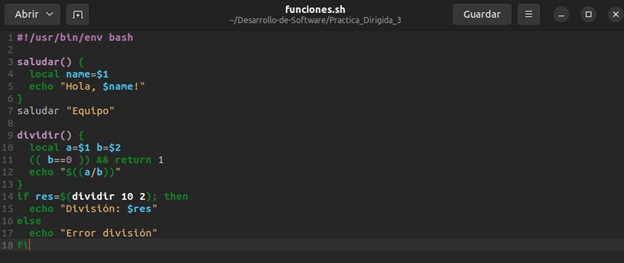 Abrir
funciones.sh
~/Desarrollo-de-Software/Practica_Dirigida_3
Guardar
1 #!/usr/bin/env bash
2
3 saludar() {
4   local name=$1
5   echo "Hola, $name!"
6 }
7 saludar "Equipo"
8
9 dividir() {
10   local a=$1 b=$2
11   (( b==0 )) && return 1
12   echo "$((a/b))"
13 }
14 if res=$(dividir 10 2); then
15   echo "División: $res"
16 else
17   echo "Error división"
18 fi